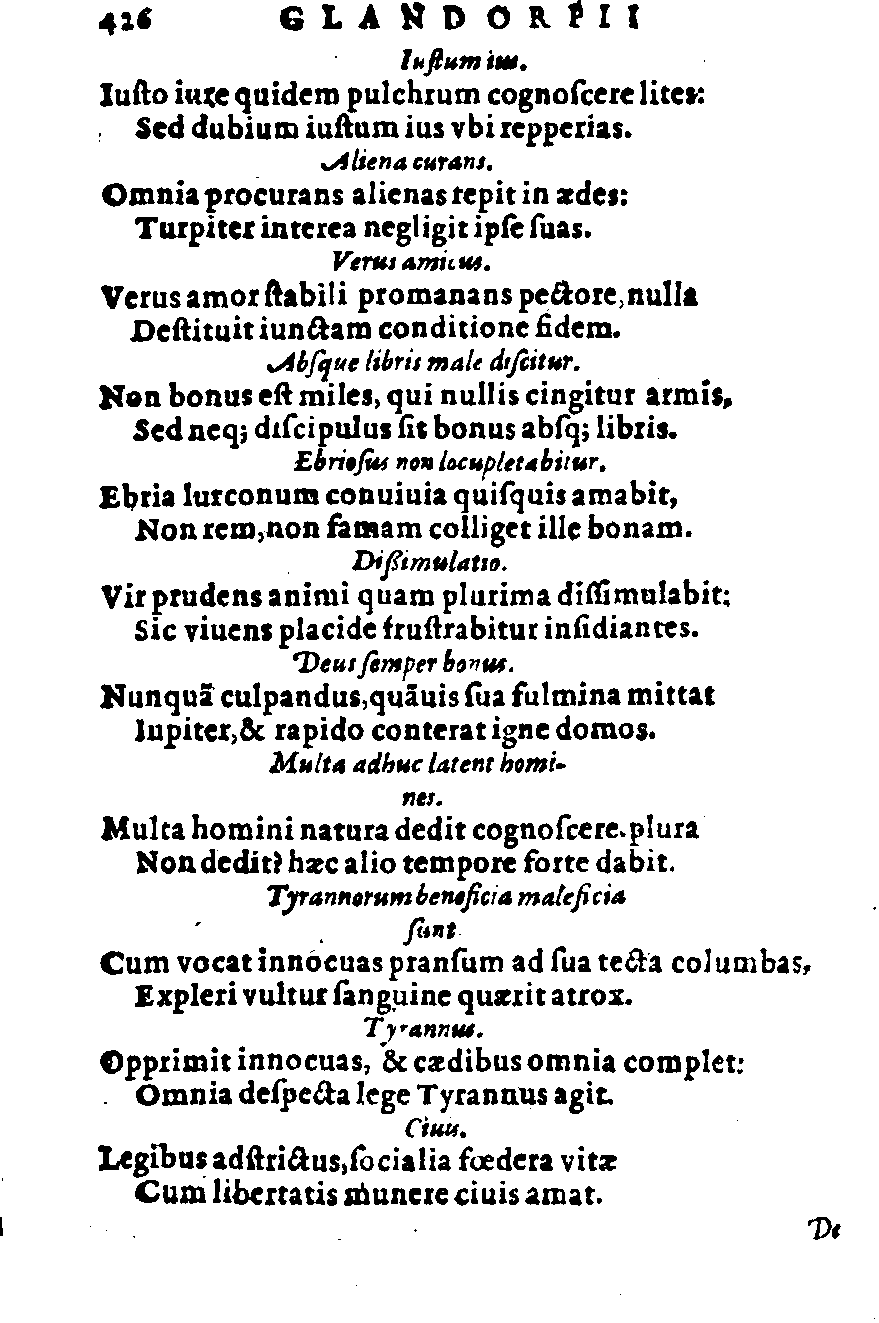 426 GLANDORPII
Iuſtum ius.
Iuſto iure quidem pulchrum cognoſcere lites:
Sed dubium iuſtum ius vbi repperias.
Aliena curans.
Omnia procurans alienas repit in ædes:
Turpiter interea negligit ipſe ſuas.
Verus amicus.
Verus amor ſtabili promanans pectore, nulla
Deſtituit iunctam conditione fidem.
Abſque libris male diſcitur.
Non bonus eſt miles, qui nullis cingitur armis,
Sed neq; diſcipulus ſit bonus abſq; libris.
Ebrioſus non locupletabitur.
Ebria lurconum conuiuia quiſquis amabit,
Non rem, non famam colliget ille bonam.
Dißimulatio.
Vir prudens animi quam plurima diſſimulabit:
Sic viuens placide fruſtrabitur inſidiantes.
Deus ſemper bonus.
Nunquã culpandus, quãuis ſua fulmina mittat
Iupiter, & rapido conterat igne domos.
Multa adhuc latent homi-
nes.
Multa homini natura dedit cognoſcere. plura
Non dedit? hæc alio tempore forte dabit.
Tyrannorum beneficia maleficia
ſunt
Cum vocat innocuas pranſum ad ſua tecta columbas,
Expleri vultur ſanguine quærit atrox.
Tyrannus.
Opprimit innocuas, & cædibus omnia complet:
Omnia deſpecta lege Tyrannus agit.
Ciuis.
Legibus adſtrictus, ſocialia fœdera vitæ
Cum libertatis munere ciuis amat.
De